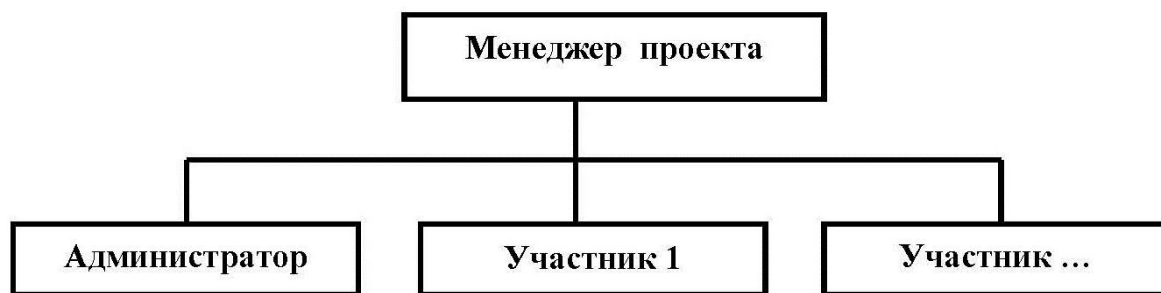 Менеджер проекта
Администратор
Участник 1
Участник ...